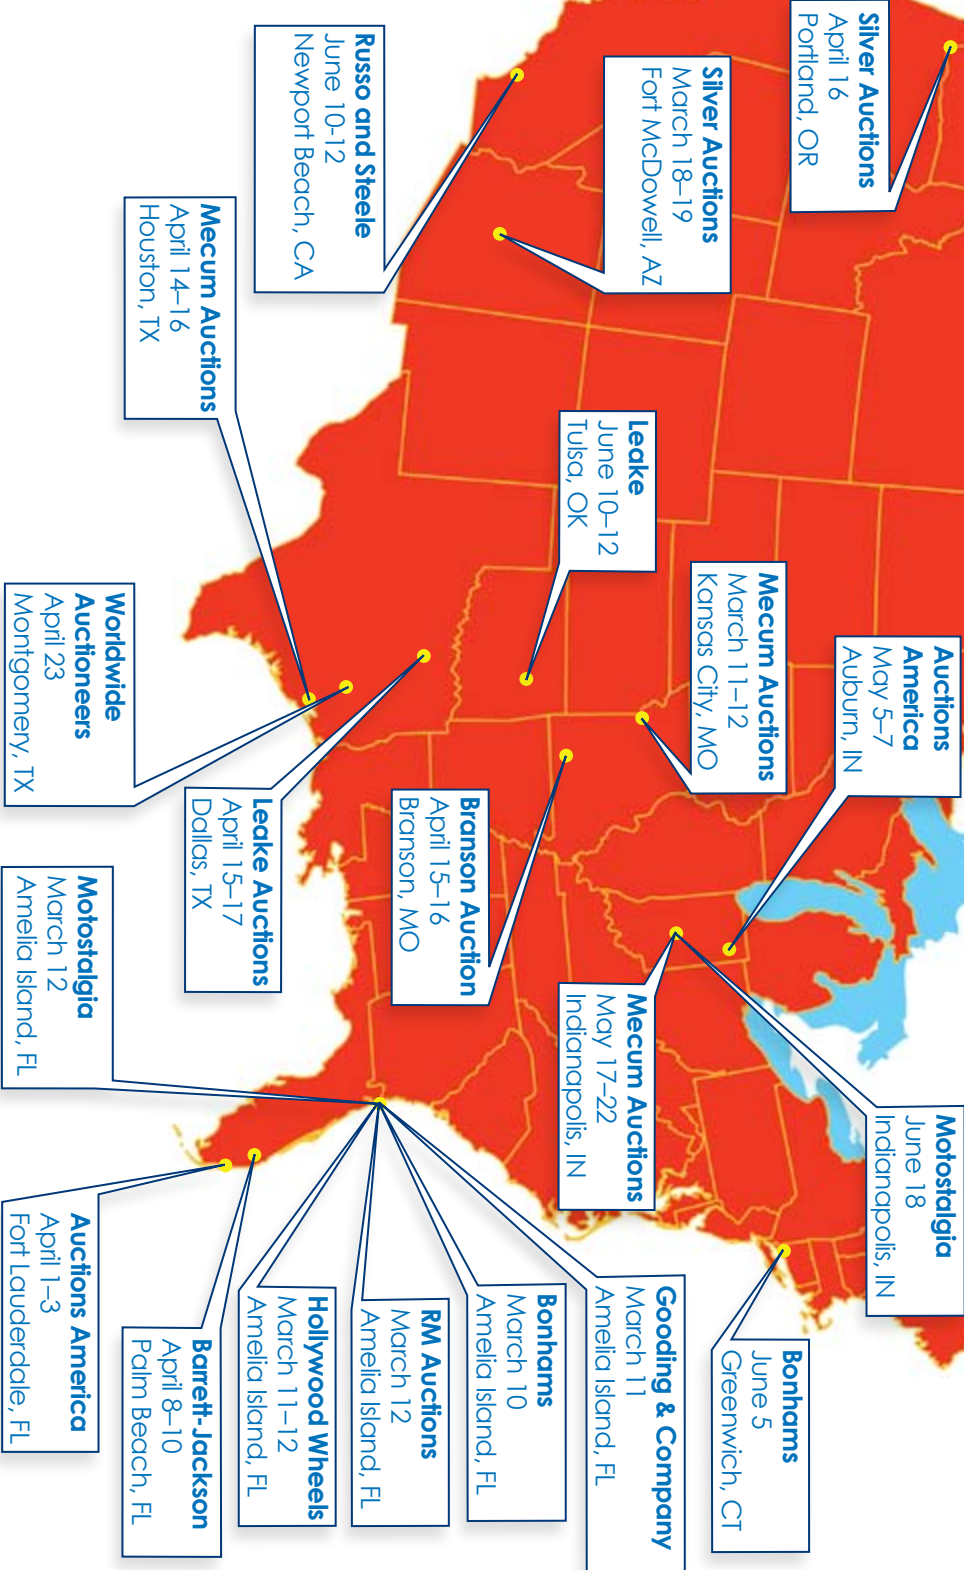 Silver Auctions
April 16
Portland, OR
Silver Auctions
March 18–19
Fort McDowell, AZ
Russo and Steele
June 10-12
Newport Beach, CA
Mecum Auctions
April 14–16
Houston, TX
Leake
June 10–12
Tulsa, OK
Mecum Auctions
March 11–12
Kansas City, MO
Auctions
America
May 5–7
Auburn, IN
Worldwide
Auctioneers
April 23
Montgomery, TX
Leake Auctions
April 15–17
Dallas, TX
Branson Auction
April 15–16
Branson, MO
Mecum Auctions
May 17–22
Indianapolis, IN
Motostalgia
June 18
Indianapolis, IN
Motostalgia
March 12
Amelia Island, FL
Bonhams
June 5
Greenwich, CT
Gooding & Company
March 11
Amelia Island, FL
Bonhams
March 10
Amelia Island, FL
RM Auctions
March 12
Amelia Island, FL
Hollywood Wheels
March 11–12
Amelia Island, FL
Barrett-Jackson
April 8–10
Palm Beach, FL
Auctions America
April 1–3
Fort Lauderdale, FL